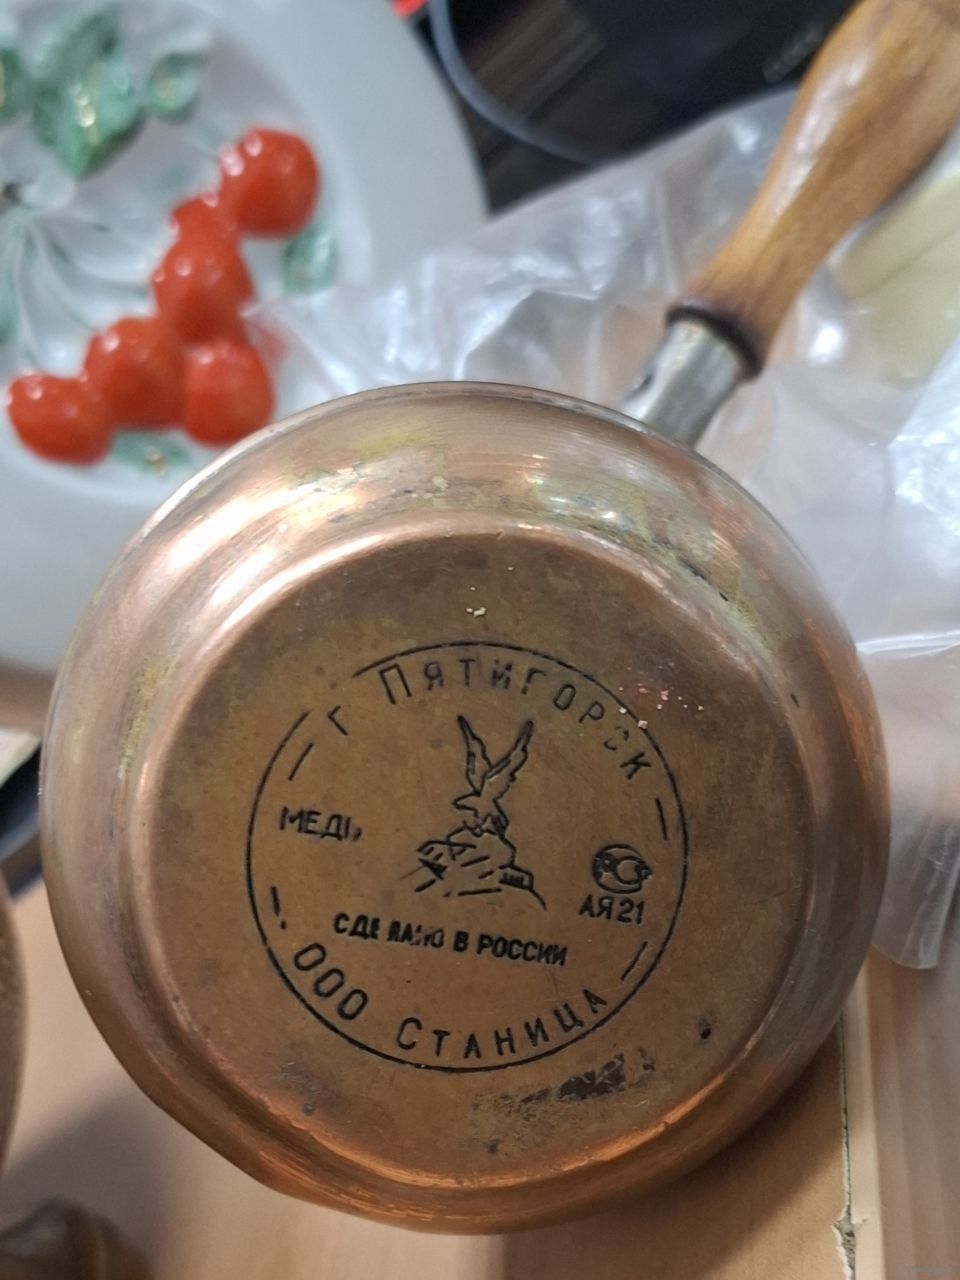 г Пятигорск
МЕДЬ
АЯ21
СДЕЛАНО В РОССИИ
ООО Станица